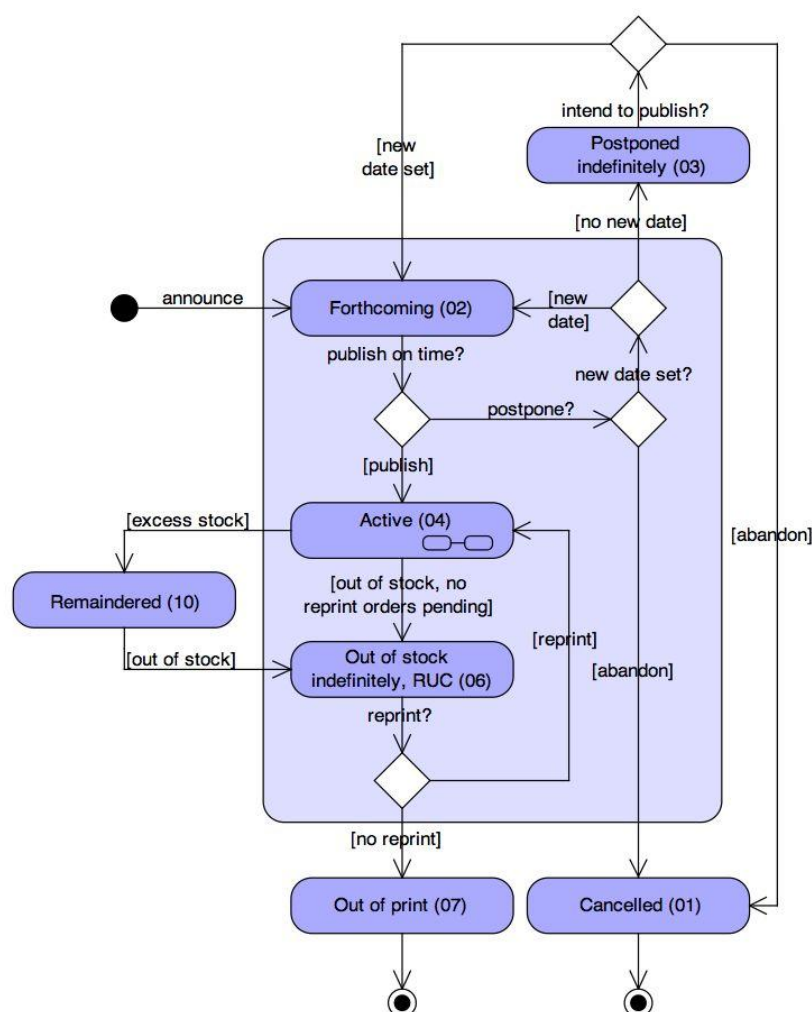 intend to publish?
Postponed
indefinitely (03)
[new
date set]
[no new date]
announce
Forthcoming (02)
[new
date]
publish on time?
new date set?
postpone?
[publish]
[excess stock]
Active (04)
[abandon]
Remaindered (10)
[out of stock, no
reprint orders pending]
[reprint]
[out of stock]
Out of stock
indefinitely, RUC (06)
[abandon]
reprint?
[no reprint]
Out of print (07)
Cancelled (01)